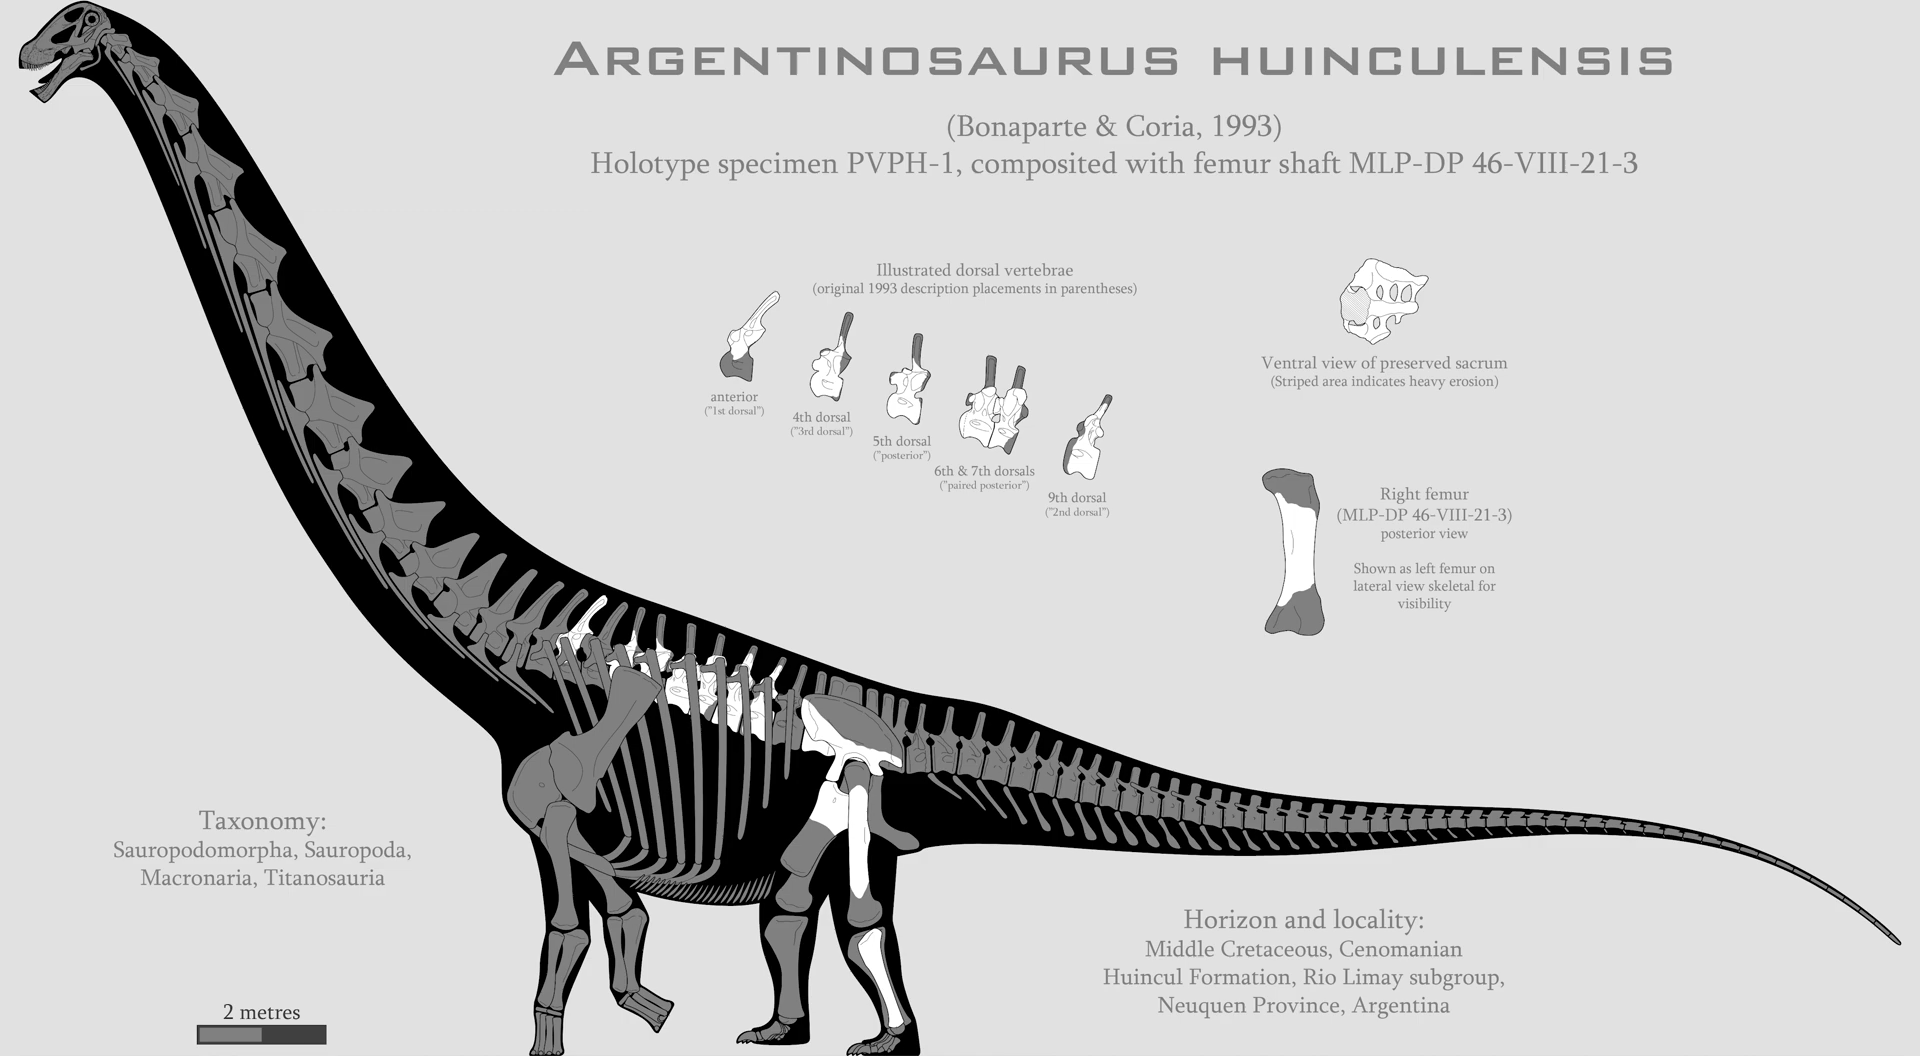 ARGENTINOSAURUS HUINCULENSIS
(Bonaparte & Coria, 1993)
Holotype specimen PVPH-1, composited with femur shaft MLP-DP 46-VIII-21-3
Illustrated dorsal vertebrae
(original 1993 description placements in parentheses)
anterior
("1st dorsal")
4th dorsal
("3rd dorsal")
5th dorsal
("posterior")
6th & 7th dorsals
("paired posterior")
9th dorsal
("2nd dorsal")
Ventral view of preserved sacrum
(Striped area indicates heavy erosion)
Right femur
(MLP-DP 46-VIII-21-3)
posterior view
Shown as left femur on
lateral view skeletal for
visibility
Taxonomy:
Sauropodomorpha, Sauropoda,
Macronaria, Titanosauria
2 metres
Horizon and locality:
Middle Cretaceous, Cenomanian
Huincul Formation, Rio Limay subgroup,
Neuquen Province, Argentina